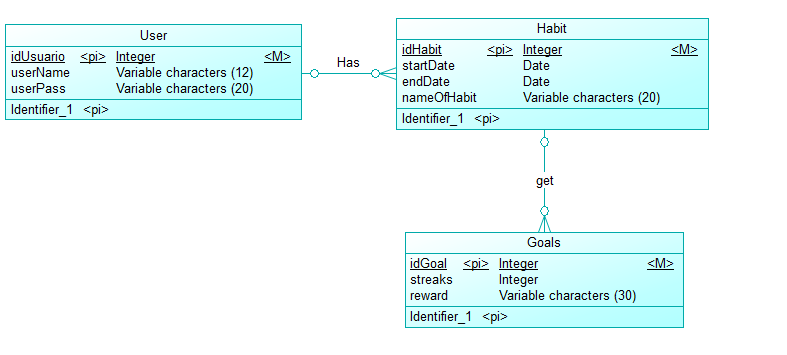 User
idUsuario <pi> Integer <M>
userName Variable characters (12)
userPass Variable characters (20)
Identifier_1 <pi>
Has
Habit
idHabit <pi> Integer <M>
startDate Date
endDate Date
nameOfHabit Variable characters (20)
Identifier_1 <pi>
get
Goals
idGoal <pi> Integer <M>
streaks Integer
reward Variable characters (30)
Identifier_1 <pi>